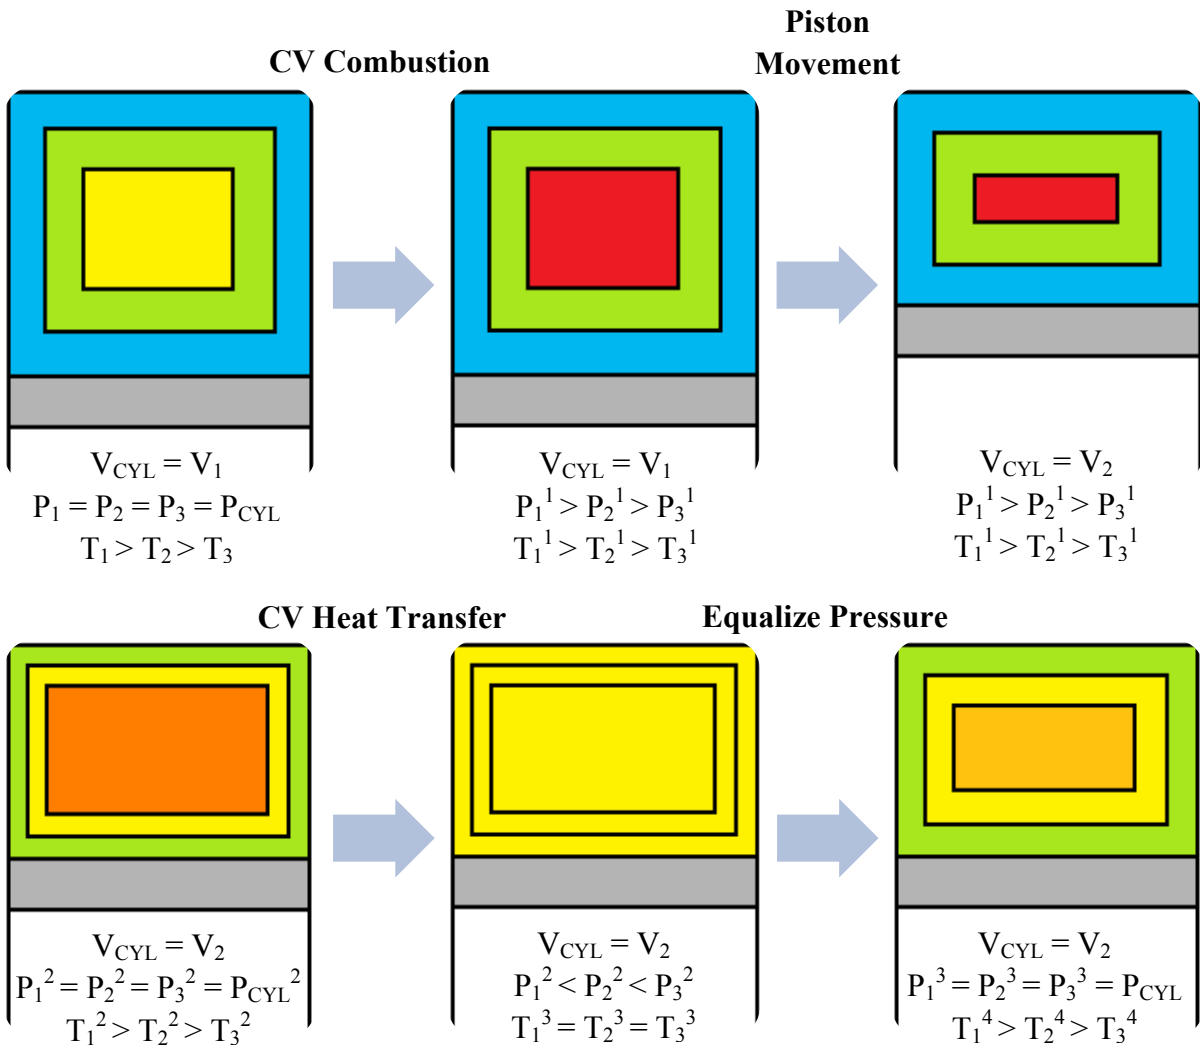 CV Combustion
Piston
Movement
V_CYL = V_1
P_1 = P_2 = P_3 = P_CYL
T_1 > T_2 > T_3
V_CYL = V_1
P_1^1 > P_2^1 > P_3^1
T_1^1 > T_2^1 > T_3^1
V_CYL = V_2
P_1^1 > P_2^1 > P_3^1
T_1^1 > T_2^1 > T_3^1
CV Heat Transfer
Equalize Pressure
V_CYL = V_2
P_1^2 = P_2^2 = P_3^2 = P_CYL^2
T_1^2 > T_2^2 > T_3^2
V_CYL = V_2
P_1^2 < P_2^2 < P_3^2
T_1^3 = T_2^3 = T_3^3
V_CYL = V_2
P_1^3 = P_2^3 = P_3^3 = P_CYL
T_1^4 > T_2^4 > T_3^4